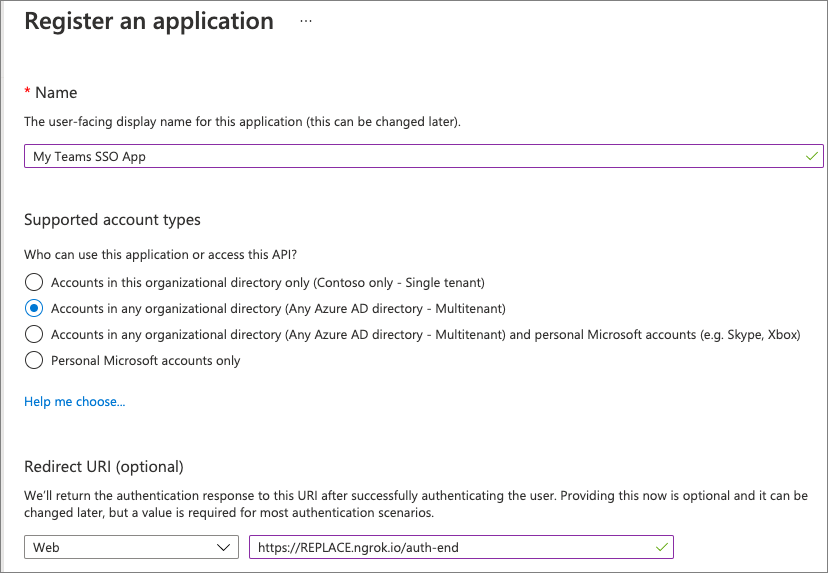 Register an application ...
* Name
The user-facing display name for this application (this can be changed later).
My Teams SSO App
Supported account types
Who can use this application or access this API?
Accounts in this organizational directory only (Contoso only - Single tenant)
Accounts in any organizational directory (Any Azure AD directory - Multitenant)
Accounts in any organizational directory (Any Azure AD directory - Multitenant) and personal Microsoft accounts (e.g. Skype, Xbox)
Personal Microsoft accounts only
Help me choose...
Redirect URI (optional)
We'll return the authentication response to this URI after successfully authenticating the user. Providing this now is optional and it can be
changed later, but a value is required for most authentication scenarios.
Web https://REPLACE.ngrok.io/auth-end